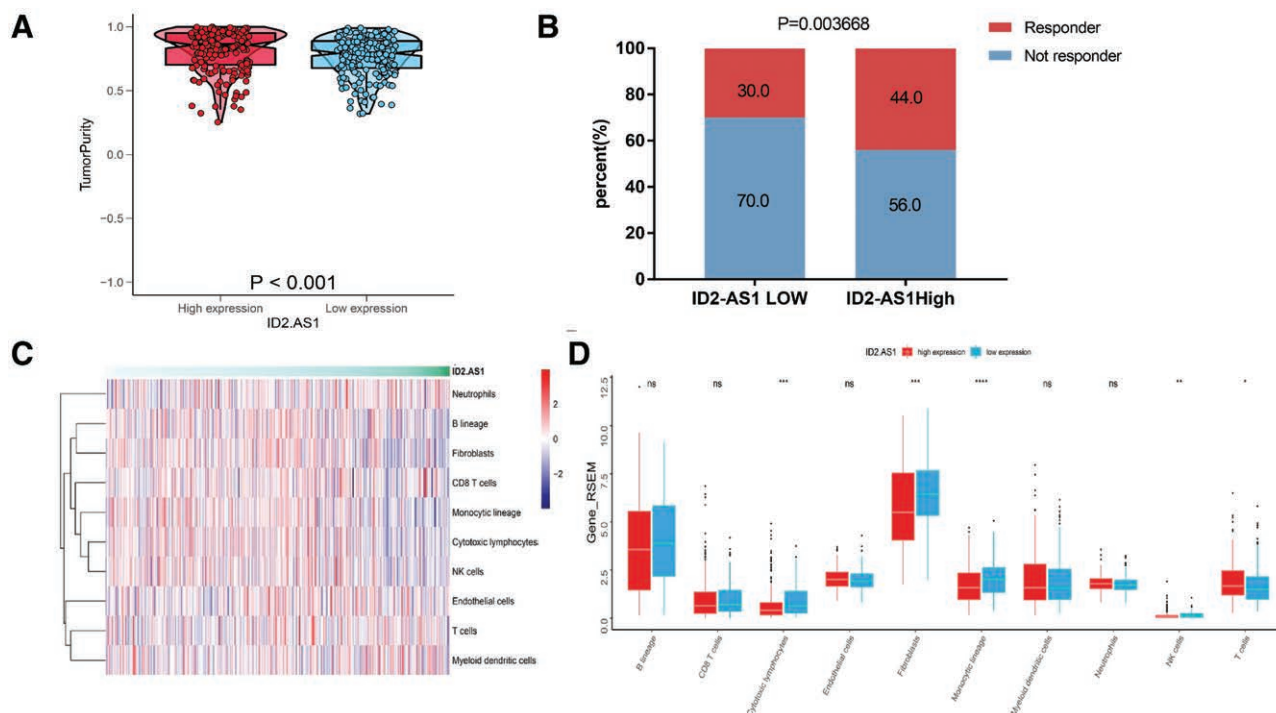 A
TumorPurity
1.0
0.5
0.0
−0.5
−1.0
P < 0.001
High expression
Low expression
ID2.AS1
B
P=0.003668
Responder
Not responder
percent(%)
100
80
60
40
20
0
30.0
44.0
70.0
56.0
ID2-AS1 LOW
ID2-AS1High
C
ID2.AS1
Neutrophils
B lineage
Fibroblasts
CD8 T cells
Monocytic lineage
Cytotoxic lymphocytes
NK cells
Endothelial cells
T cells
Myeloid dendritic cells
2
0
−2
D
ID2.AS1
high expression
low expression
Gene_RSEM
12.5
10.0
7.5
5.0
2.5
0.0
ns
ns
***
ns
***
****
ns
ns
**
*
B lineage
CD8 T cells
Cytotoxic lymphocytes
Endothelial cells
Fibroblasts
Monocytic lineage
Myeloid dendritic cells
Neutrophils
NK cells
T cells